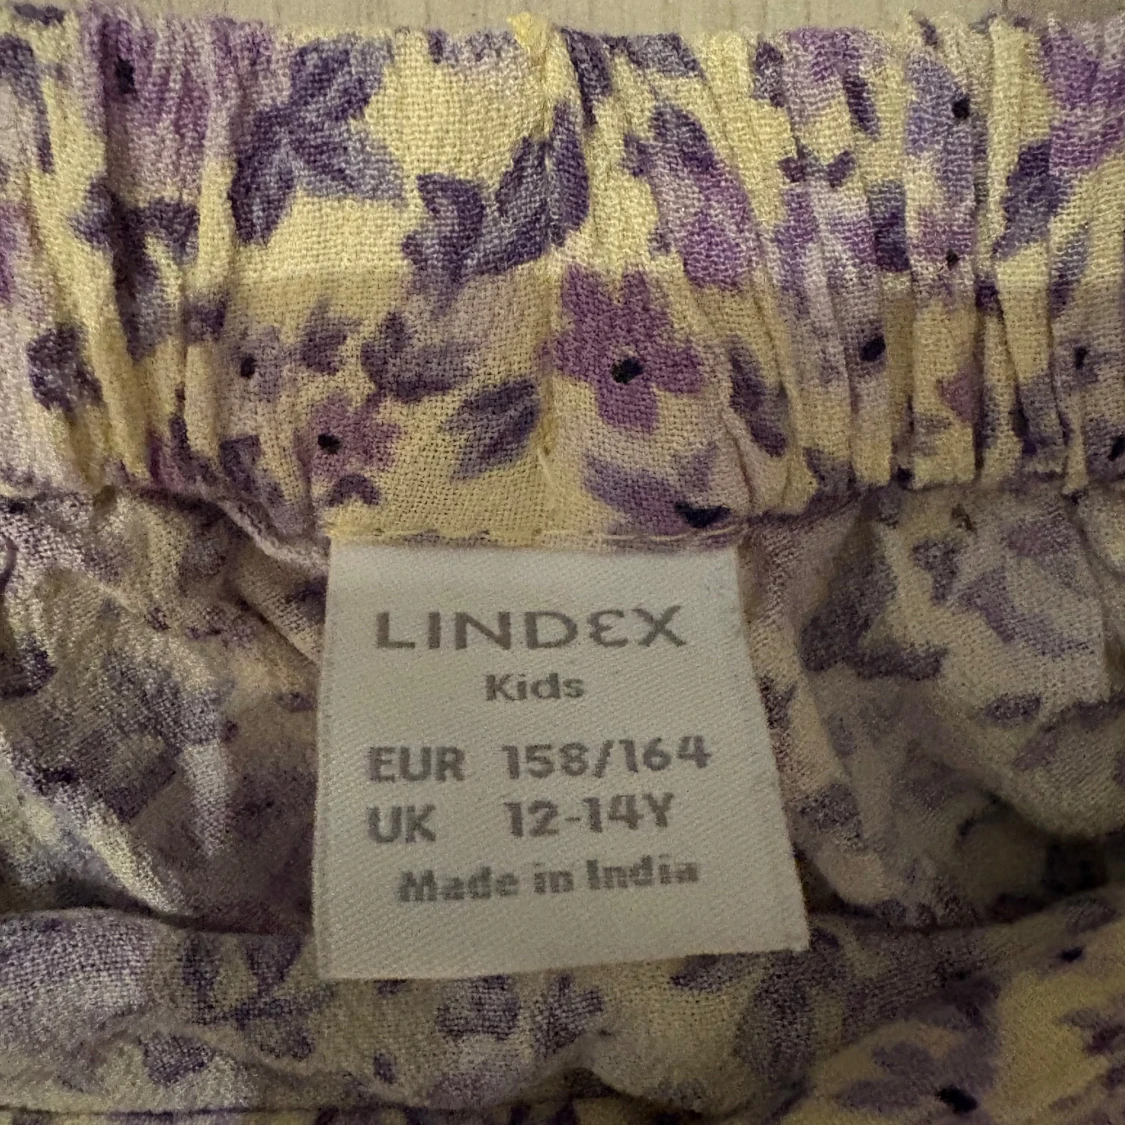 LINDEX
Kids
EUR 158/164
UK 12-14Y
Made in India